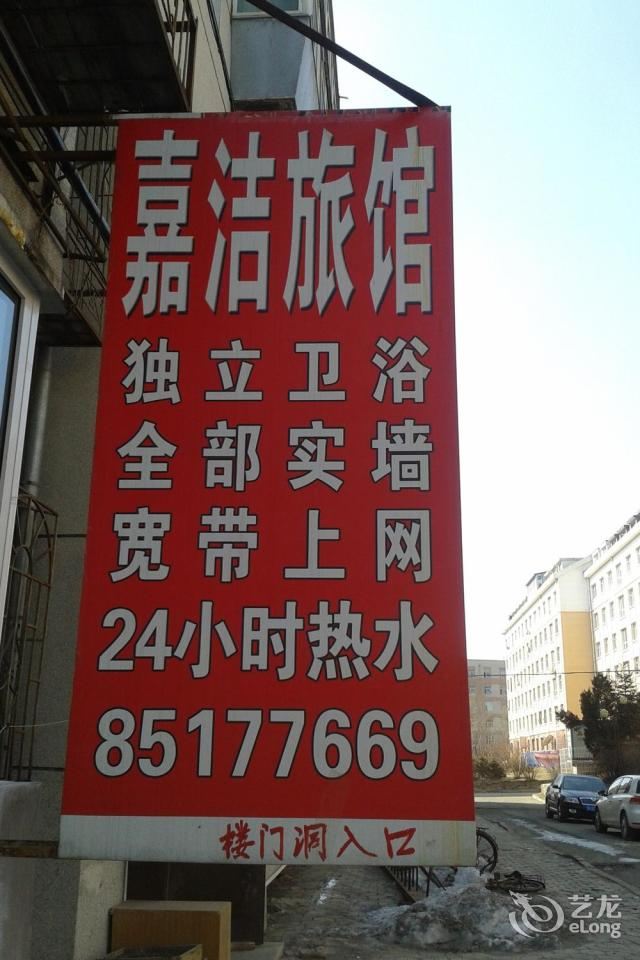 嘉洁旅馆
独立卫浴
全部实墙
宽带上网
24小时热水
85177669
楼门洞入口
艺龙
eLong